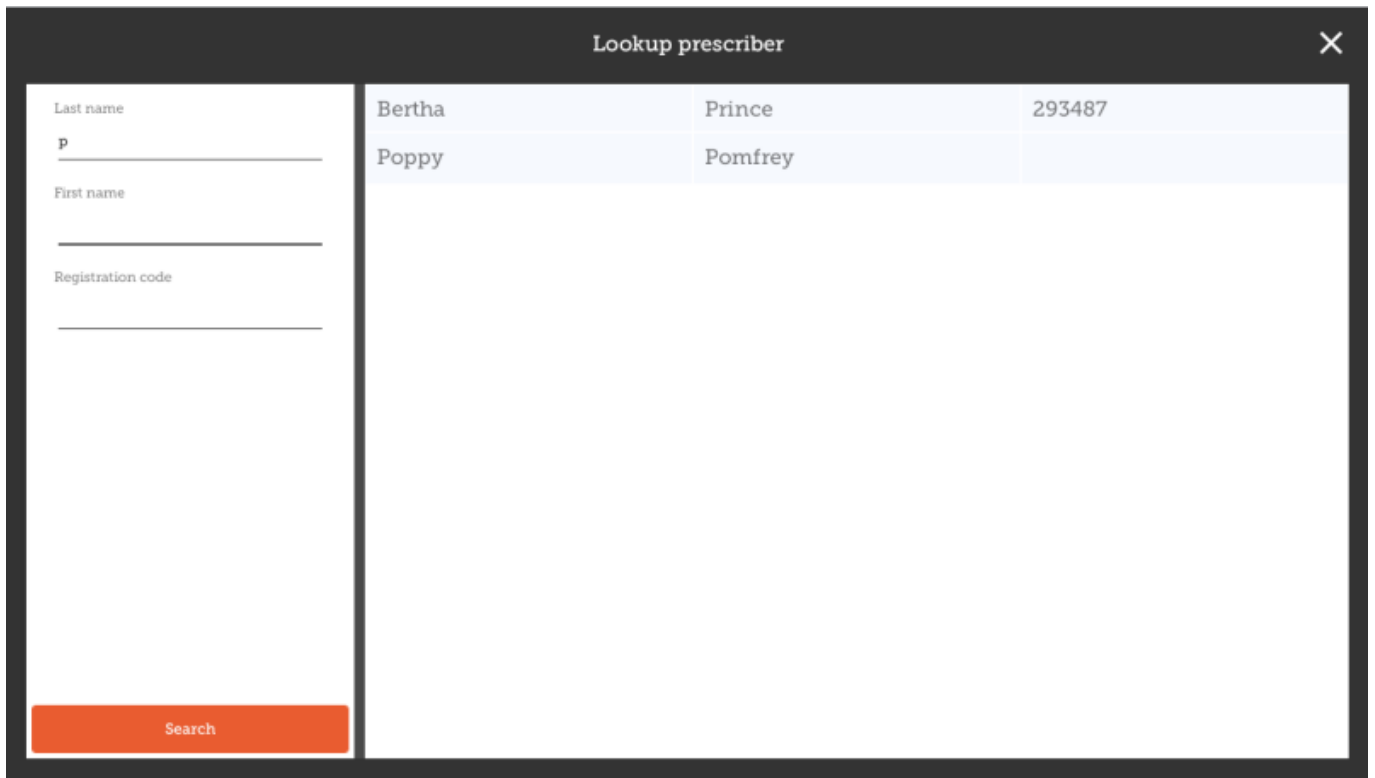 Lookup prescriber
Last name
P
First name
Registration code
Search
Bertha Prince 293487
Poppy Pomfrey